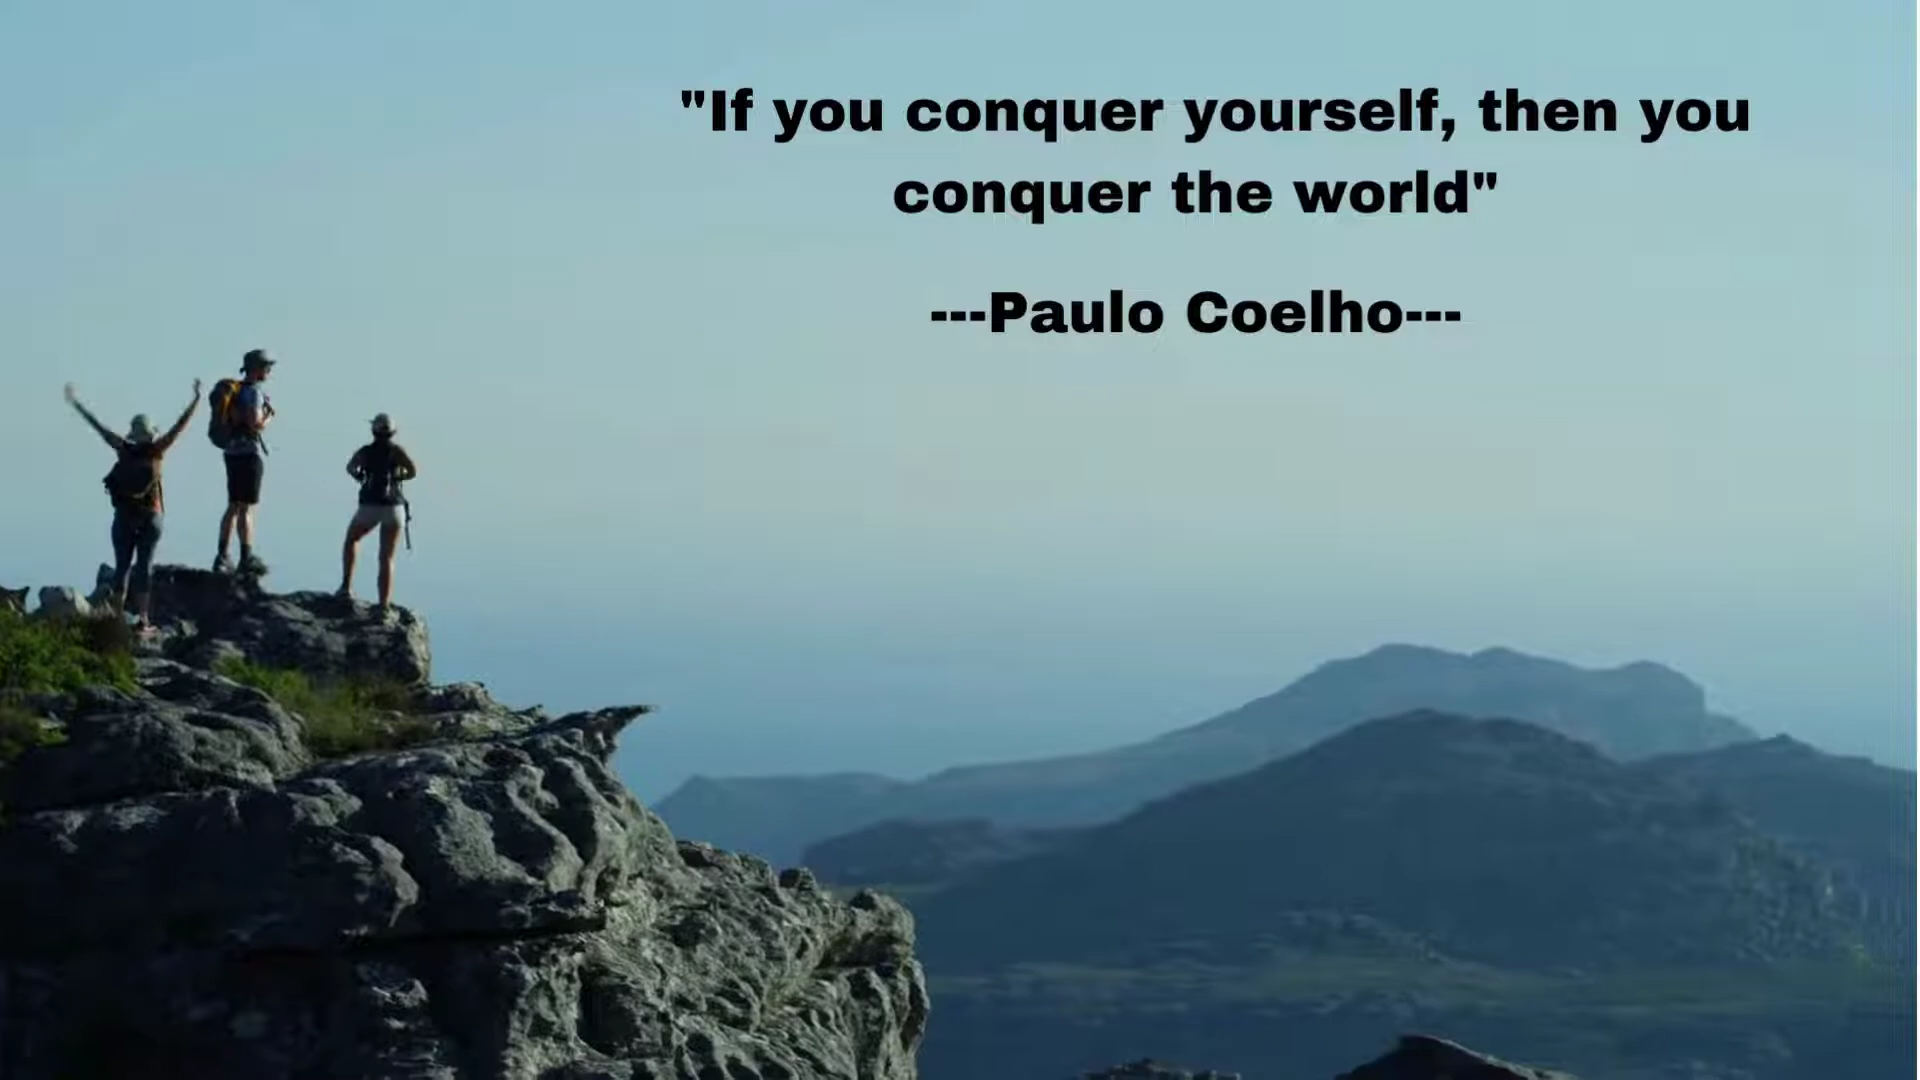 "If you conquer yourself, then you
conquer the world"
---Paulo Coelho---